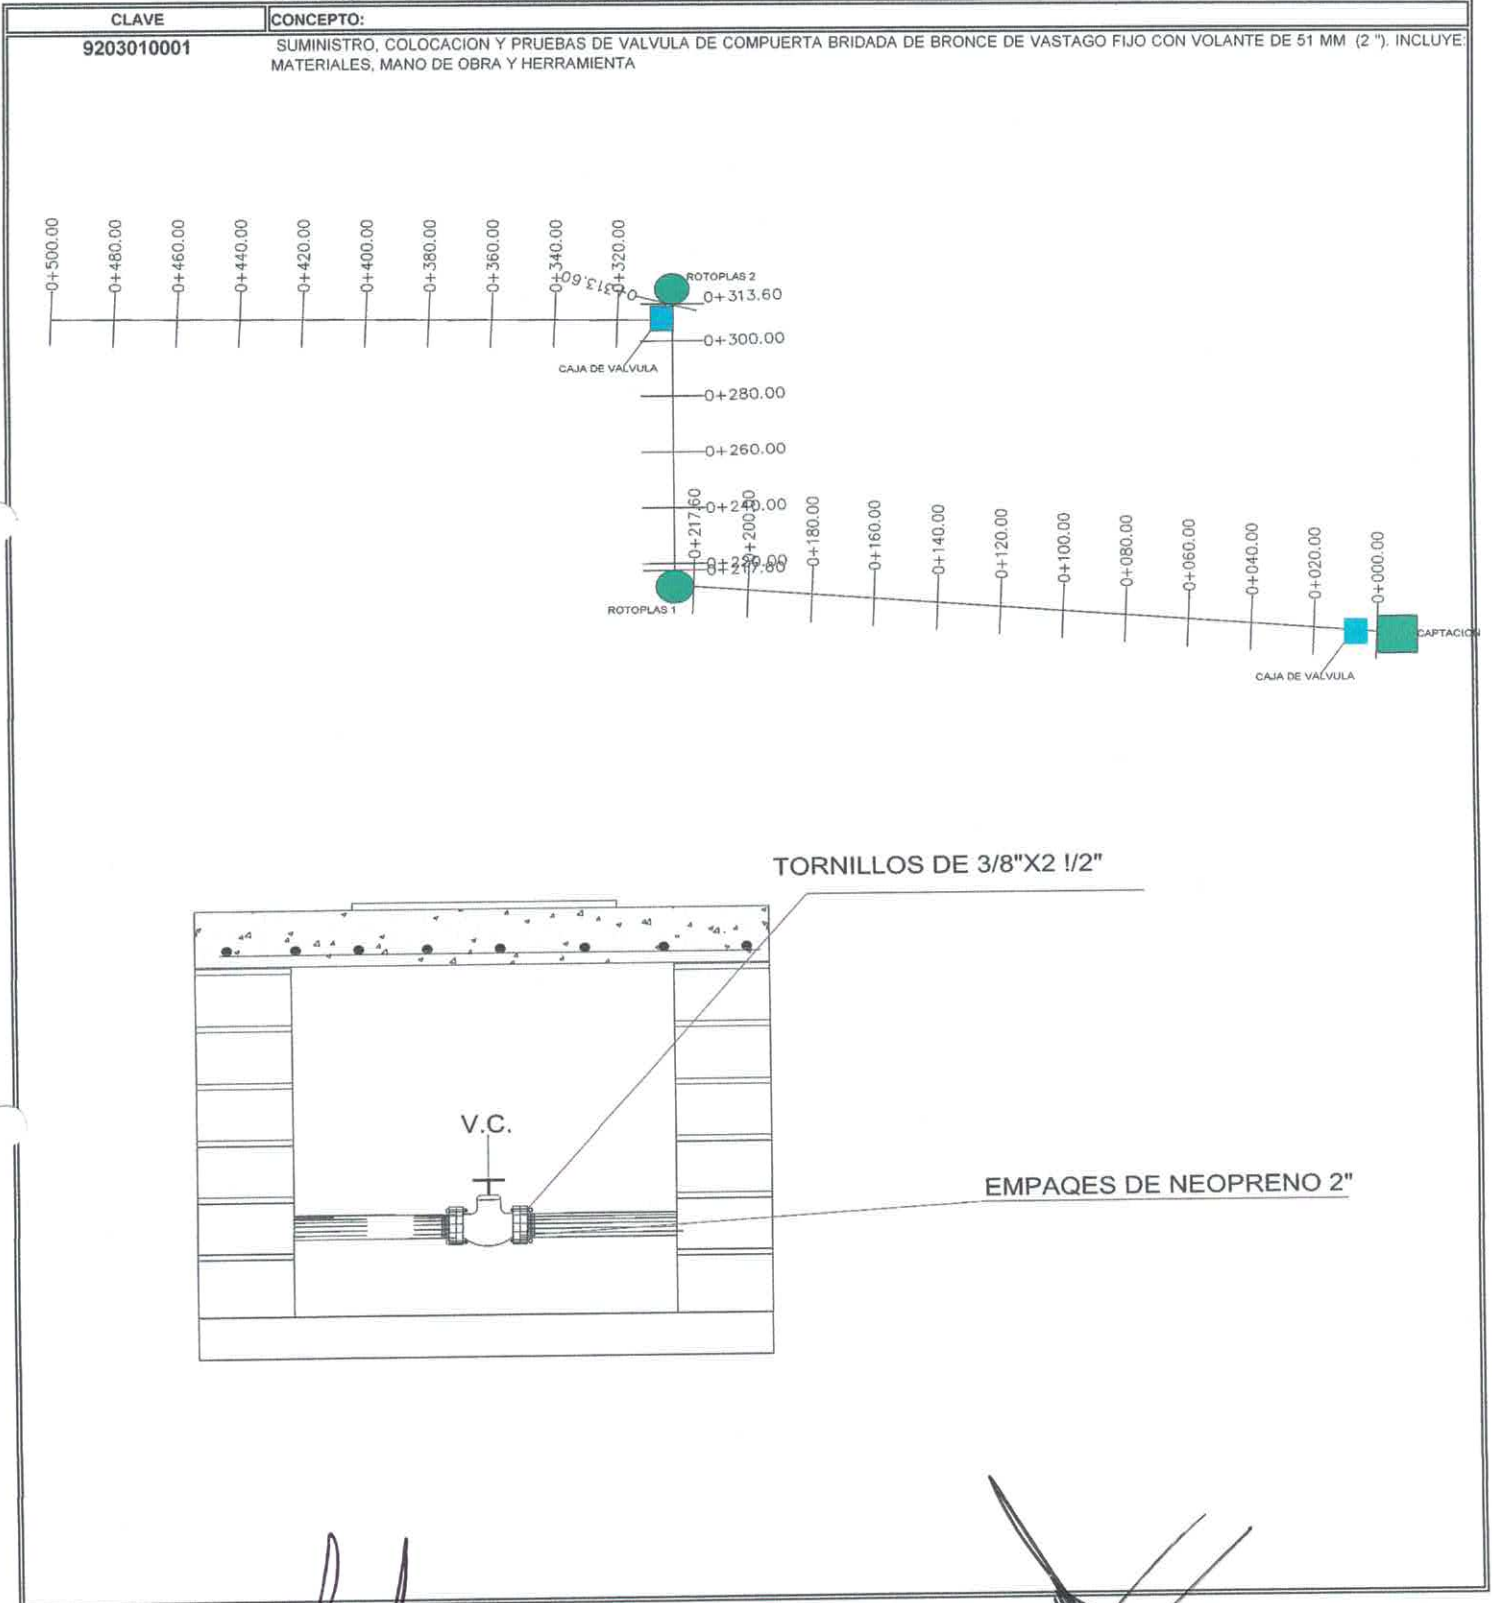 CLAVE
CONCEPTO:
9203010001
SUMINISTRO, COLOCACION Y PRUEBAS DE VALVULA DE COMPUERTA BRIDADA DE BRONCE DE VASTAGO FIJO CON VOLANTE DE 51 MM (2 "). INCLUYE:
MATERIALES, MANO DE OBRA Y HERRAMIENTA
0+500.00
0+480.00
0+460.00
0+440.00
0+420.00
0+400.00
0+380.00
0+360.00
0+340.00
0+320.00
0+313.60
ROTOPLAS 2
0+313.60
0+300.00
CAJA DE VALVULA
0+280.00
0+260.00
0+240.00
0+220.00
0+217.60
0+217.60
0+200.00
0+180.00
0+160.00
0+140.00
0+120.00
0+100.00
0+080.00
0+060.00
0+040.00
0+020.00
0+000.00
ROTOPLAS 1
CAPTACION
CAJA DE VALVULA
TORNILLOS DE 3/8"X2 !/2"
V.C.
EMPAQES DE NEOPRENO 2"